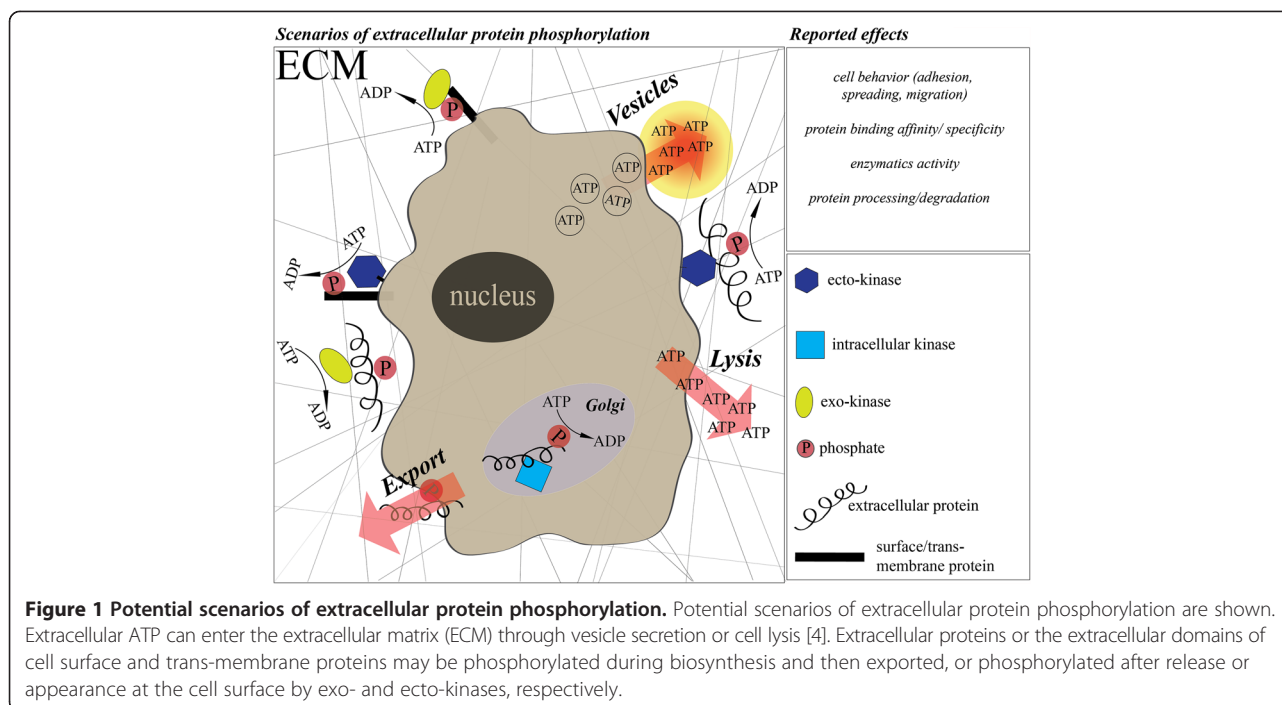 Scenarios of extracellular protein phosphorylation
Reported effects
ECM
ADP
P
ATP
Vesicles
ATP
ATP
ATP
ATP
ATP
ATP
ATP
ATP
ATP
ADP
P
ATP
ATP
ADP
P
nucleus
ATP
P
ADP
ATP
Lysis
ATP
ATP
ATP
ATP
ATP
ATP
Golgi
P
ADP
Export
cell behavior (adhesion,
spreading, migration)
protein binding affinity/ specificity
enzymatics activity
protein processing/degradation
ecto-kinase
intracellular kinase
exo-kinase
P phosphate
extracellular protein
surface/trans-
membrane protein
Figure 1 Potential scenarios of extracellular protein phosphorylation. Potential scenarios of extracellular protein phosphorylation are shown.
Extracellular ATP can enter the extracellular matrix (ECM) through vesicle secretion or cell lysis [4]. Extracellular proteins or the extracellular domains of
cell surface and trans-membrane proteins may be phosphorylated during biosynthesis and then exported, or phosphorylated after release or
appearance at the cell surface by exo- and ecto-kinases, respectively.